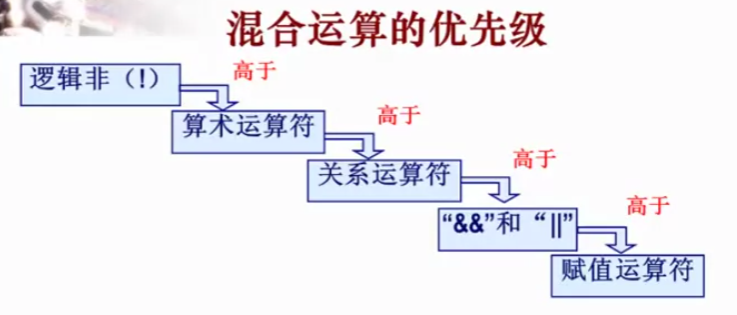 混合运算的优先级
逻辑非（!）
高于
算术运算符
高于
关系运算符
高于
“&&”和“||”
高于
赋值运算符